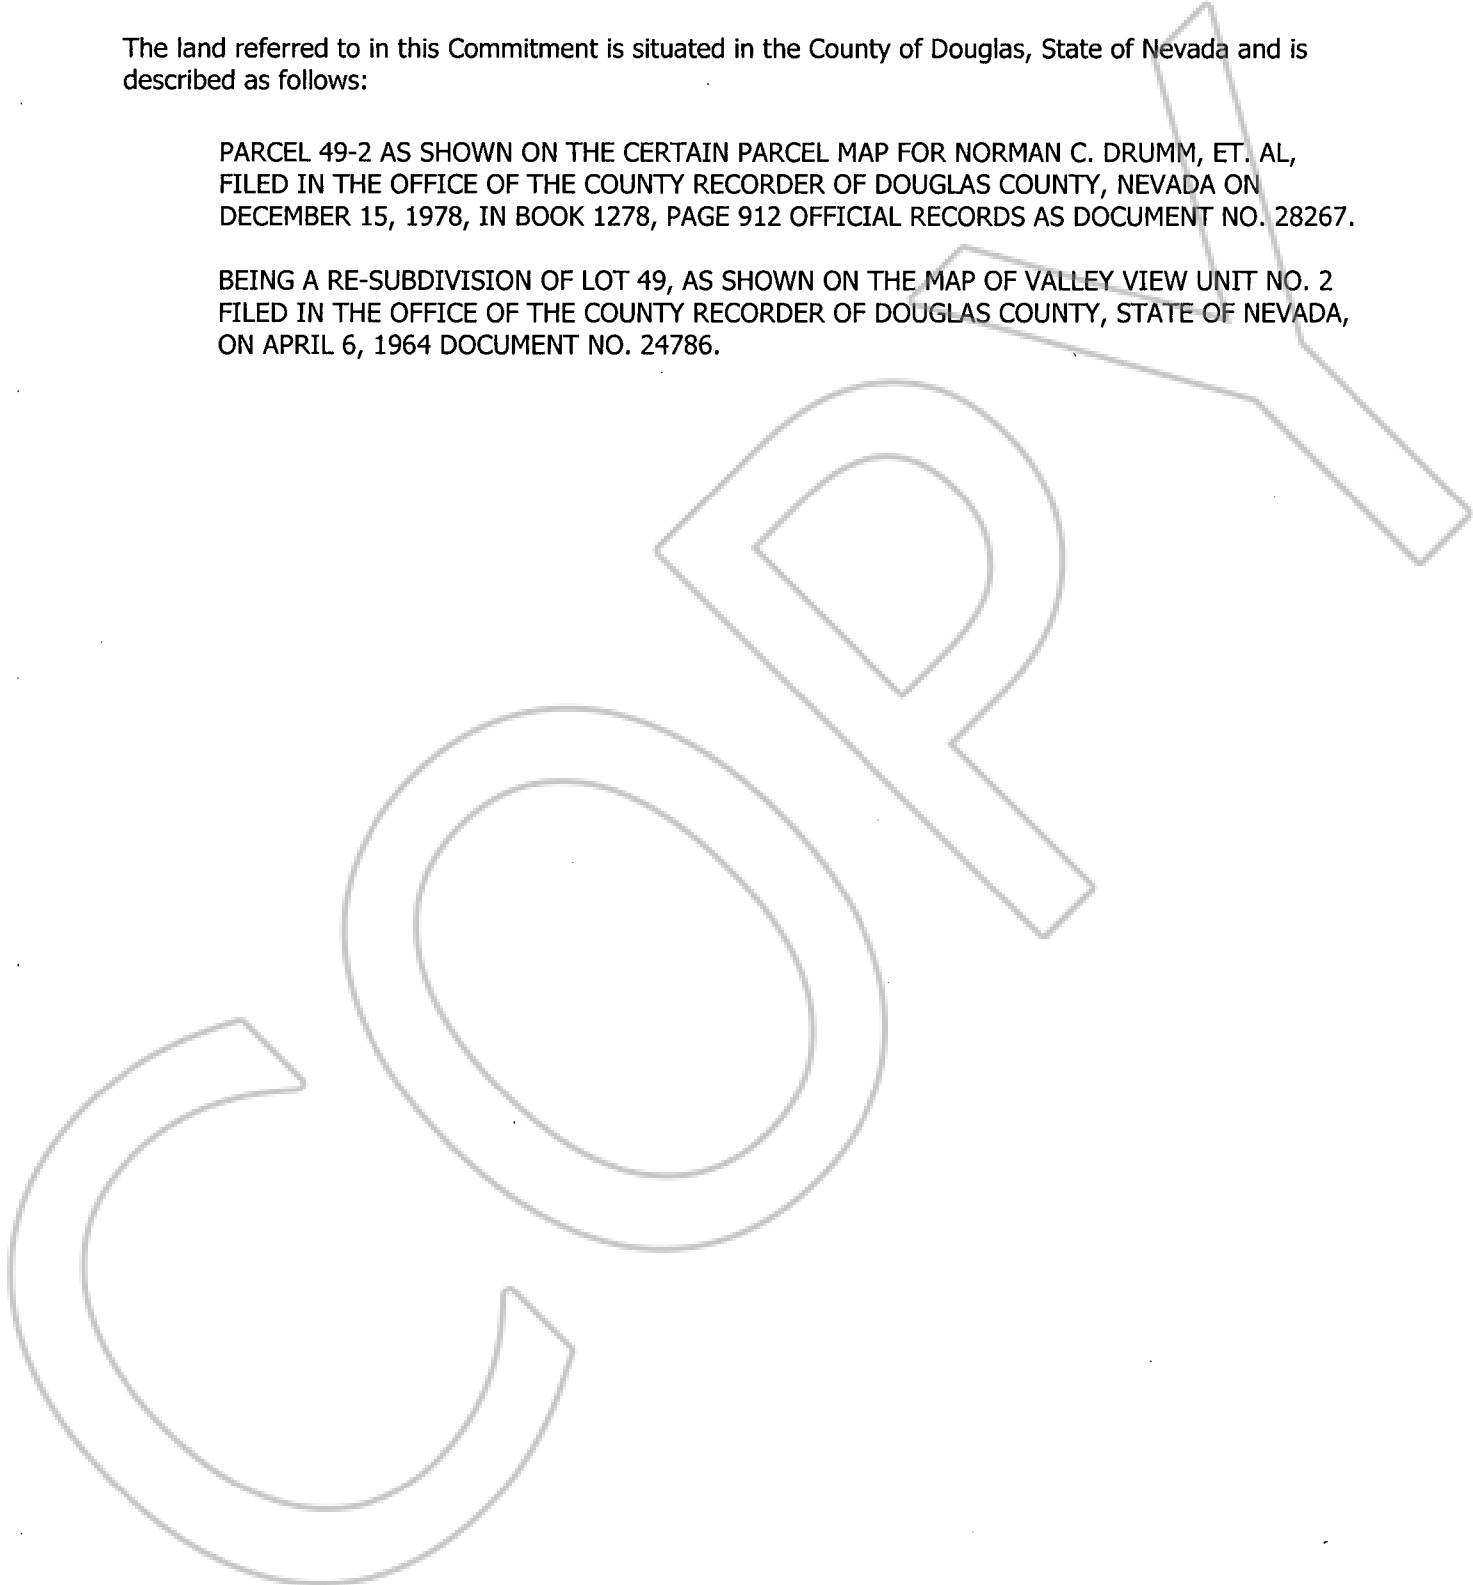 The land referred to in this Commitment is situated in the County of Douglas, State of Nevada and is
described as follows:
PARCEL 49-2 AS SHOWN ON THE CERTAIN PARCEL MAP FOR NORMAN C. DRUMM, ET. AL,
FILED IN THE OFFICE OF THE COUNTY RECORDER OF DOUGLAS COUNTY, NEVADA ON
DECEMBER 15, 1978, IN BOOK 1278, PAGE 912 OFFICIAL RECORDS AS DOCUMENT NO. 28267.
BEING A RE-SUBDIVISION OF LOT 49, AS SHOWN ON THE MAP OF VALLEY VIEW UNIT NO. 2
FILED IN THE OFFICE OF THE COUNTY RECORDER OF DOUGLAS COUNTY, STATE OF NEVADA,
ON APRIL 6, 1964 DOCUMENT NO. 24786.
COPY